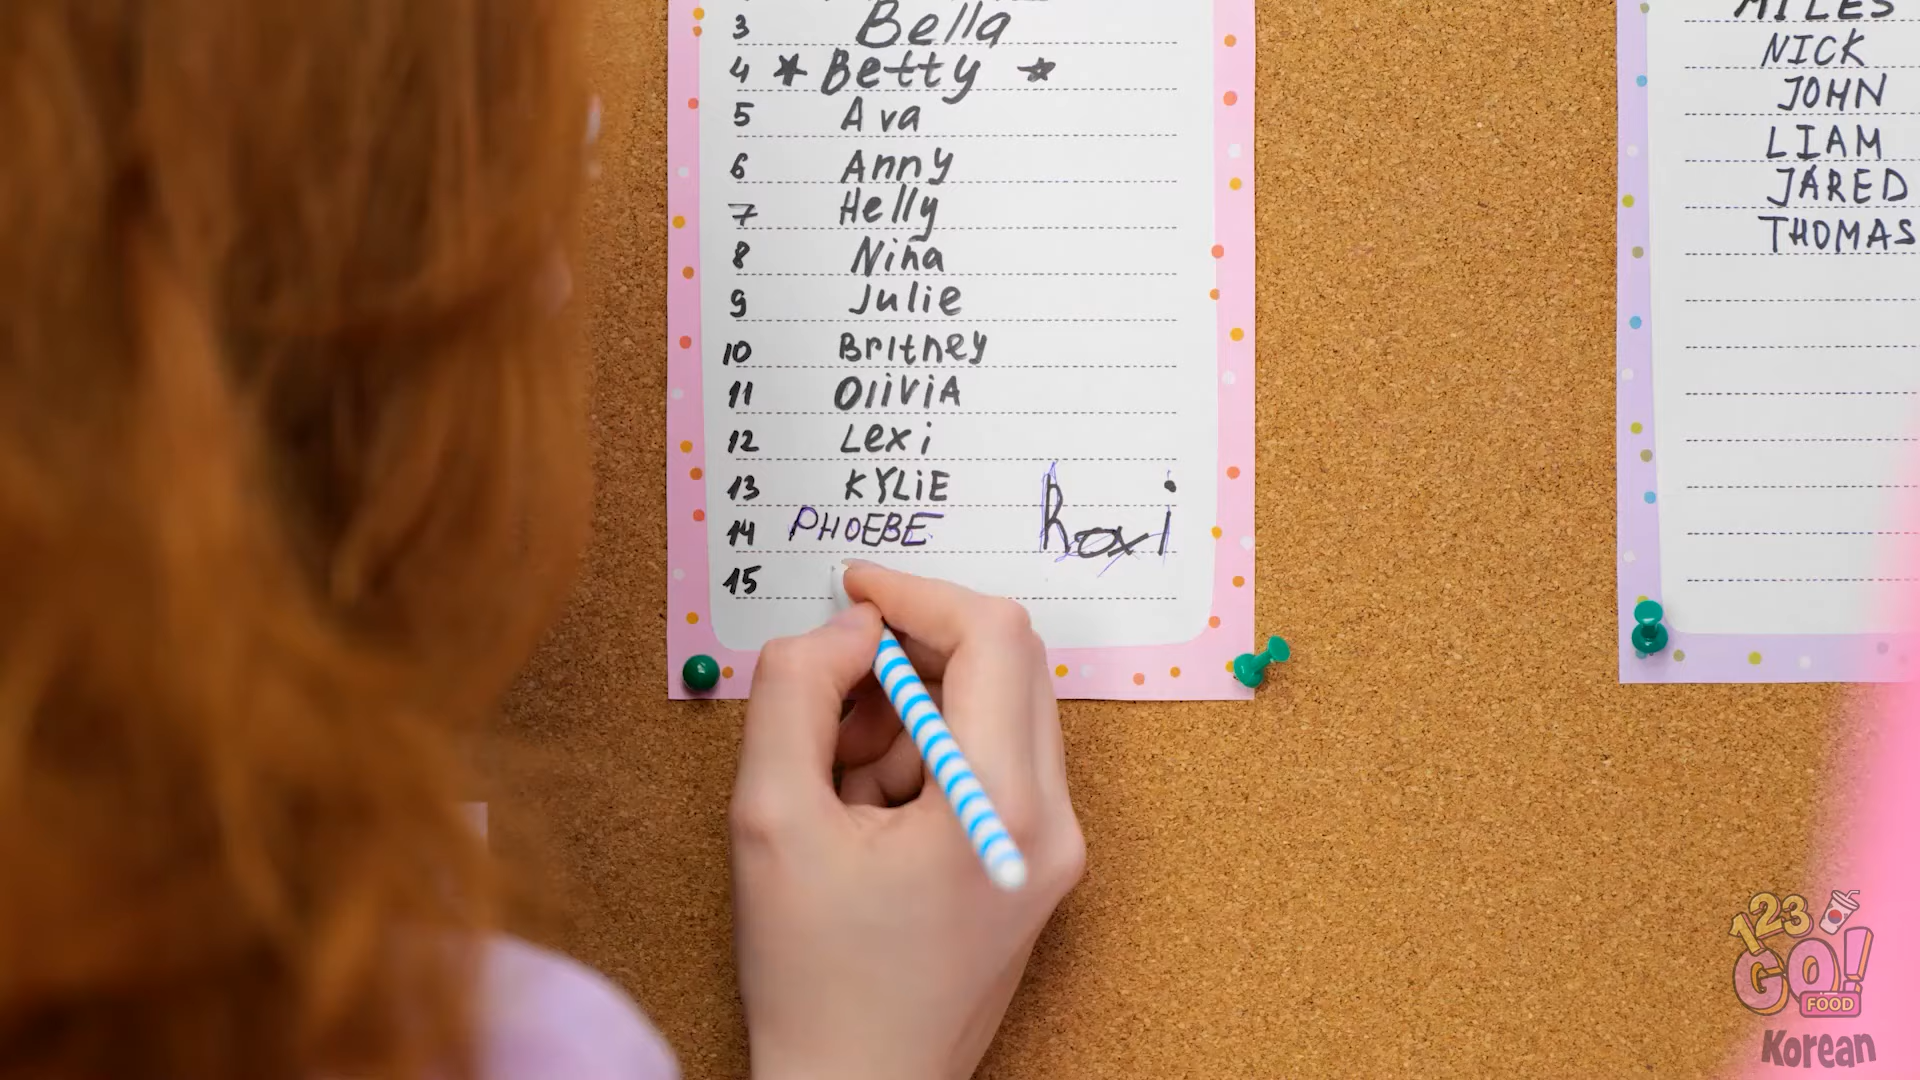 3 Bella
4 Betty
5 Ava
6 Anny
7 Helly
8 Nina
9 Julie
10 Britney
11 OliviA
12 Lexi
13 KYLiE
14 PHOEBE
Roxi
15
MILES
NICK
JOHN
LIAM
JARED
THOMAS
123
GO!
FOOD
Korean